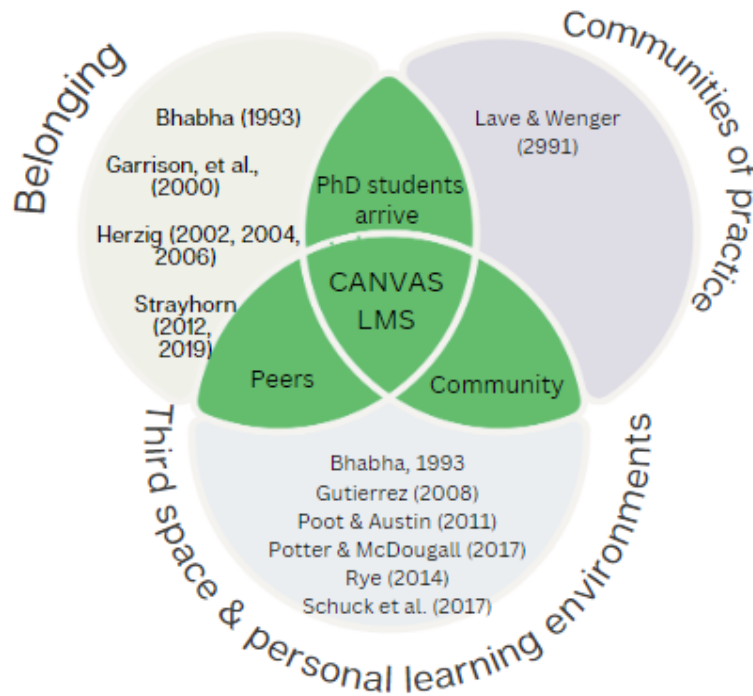 Belonging
Communities of practice
Bhabha (1993)
Garrison, et al.,
(2000)
Herzig (2002, 2004,
2006)
Strayhorn
(2012,
2019)
Lave & Wenger
(2991)
PhD students
arrive
CANVAS
LMS
Peers
Community
Bhabha, 1993
Gutierrez (2008)
Poot & Austin (2011)
Potter & McDougall (2017)
Rye (2014)
Schuck et al. (2017)
Third space & personal learning environments